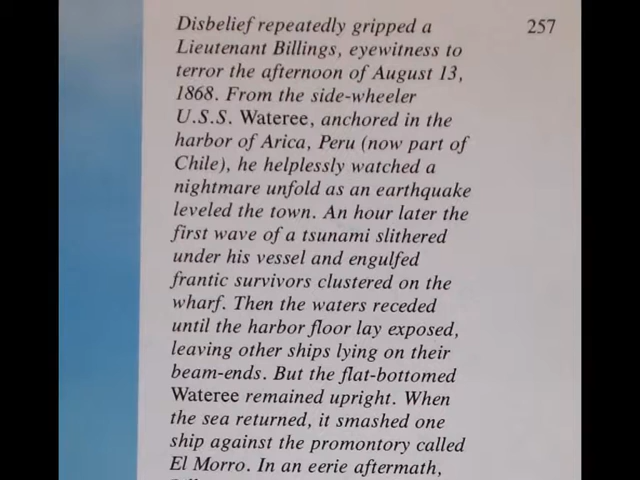 Disbelief repeatedly gripped a
257
Lieutenant Billings, eyewitness to
terror the afternoon of August 13,
1868. From the side-wheeler
U.S.S. Wateree, anchored in the
harbor of Arica, Peru (now part of
Chile), he helplessly watched a
nightmare unfold as an earthquake
leveled the town. An hour later the
first wave of a tsunami slithered
under his vessel and engulfed
frantic survivors clustered on the
wharf. Then the waters receded
until the harbor floor lay exposed,
leaving other ships lying on their
beam-ends. But the flat-bottomed
Wateree remained upright. When
the sea returned, it smashed one
ship against the promontory called
El Morro. In an eerie aftermath,